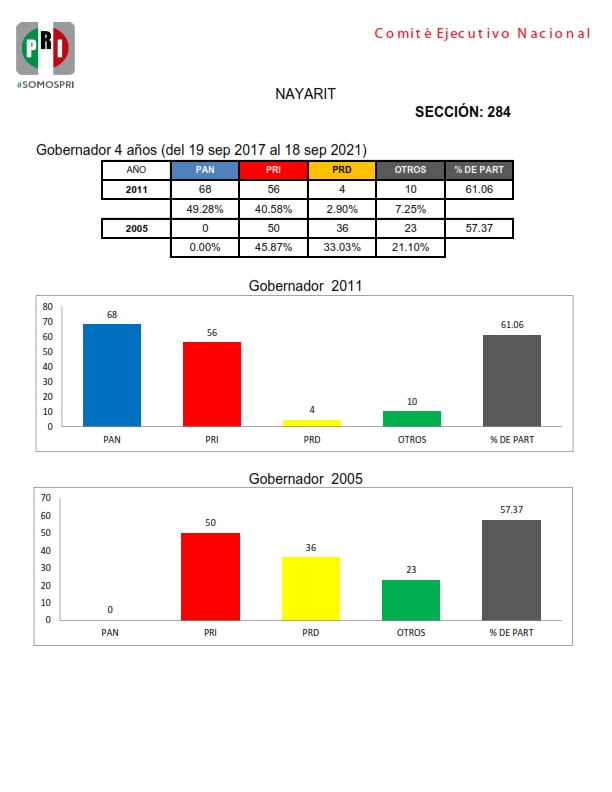 PRI
#SOMOSPRI
Comité Ejecutivo Nacional
NAYARIT
SECCIÓN: 284
Gobernador 4 años (del 19 sep 2017 al 18 sep 2021)
AÑO PAN PRI PRD OTROS % DE PART
2011 68 56 4 10 61.06
49.28% 40.58% 2.90% 7.25%
2005 0 50 36 23 57.37
0.00% 45.87% 33.03% 21.10%
Gobernador 2011
80
70
60
50
40
30
20
10
0
68
56
4
10
61.06
PAN PRI PRD OTROS % DE PART
Gobernador 2005
70
60
50
40
30
20
10
0
0
50
36
23
57.37
PAN PRI PRD OTROS % DE PART